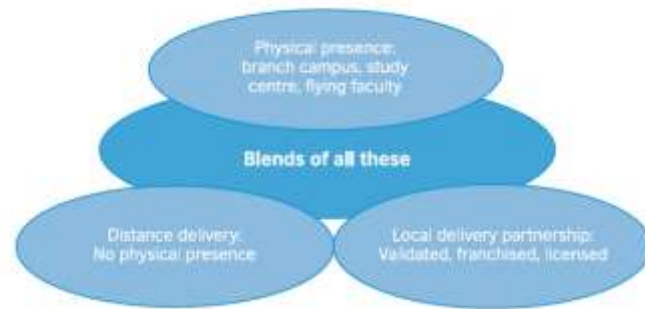 Physical presence:
branch campus, study
centre, flying faculty
Blends of all these
Distance delivery:
No physical presence
Local delivery partnership:
Validated, franchised, licensed